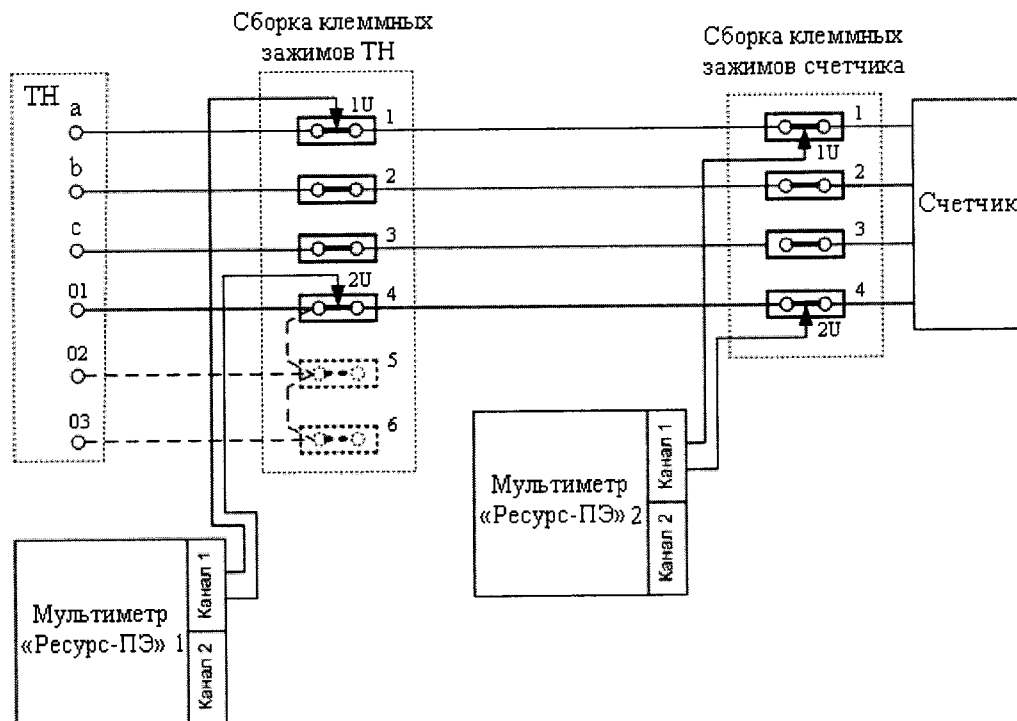 Сборка клеммных
зажимов ТН
Сборка клеммных
зажимов счетчика
ТН
a
b
c
01
02
03
1U
1
2
3
2U
4
5
6
1
1U
2
3
4
2U
Счетчик
Мультиметр
«Ресурс-ПЭ» 2
Канал 1
Канал 2
Мультиметр
«Ресурс-ПЭ» 1
Канал 1
Канал 2